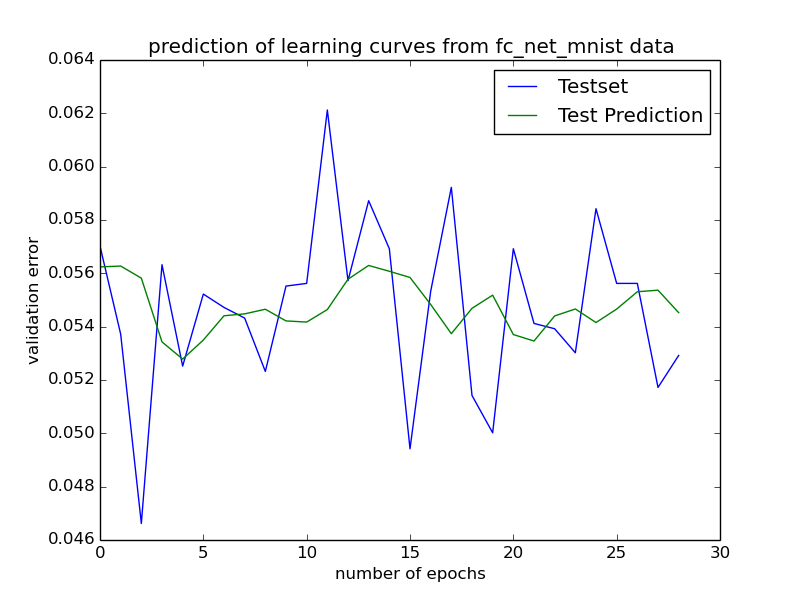 prediction of learning curves from fc_net_mnist data
0.064
0.062
0.060
0.058
0.056
0.054
0.052
0.050
0.048
0.046
validation error
Testset
Test Prediction
0 5 10 15 20 25 30
number of epochs